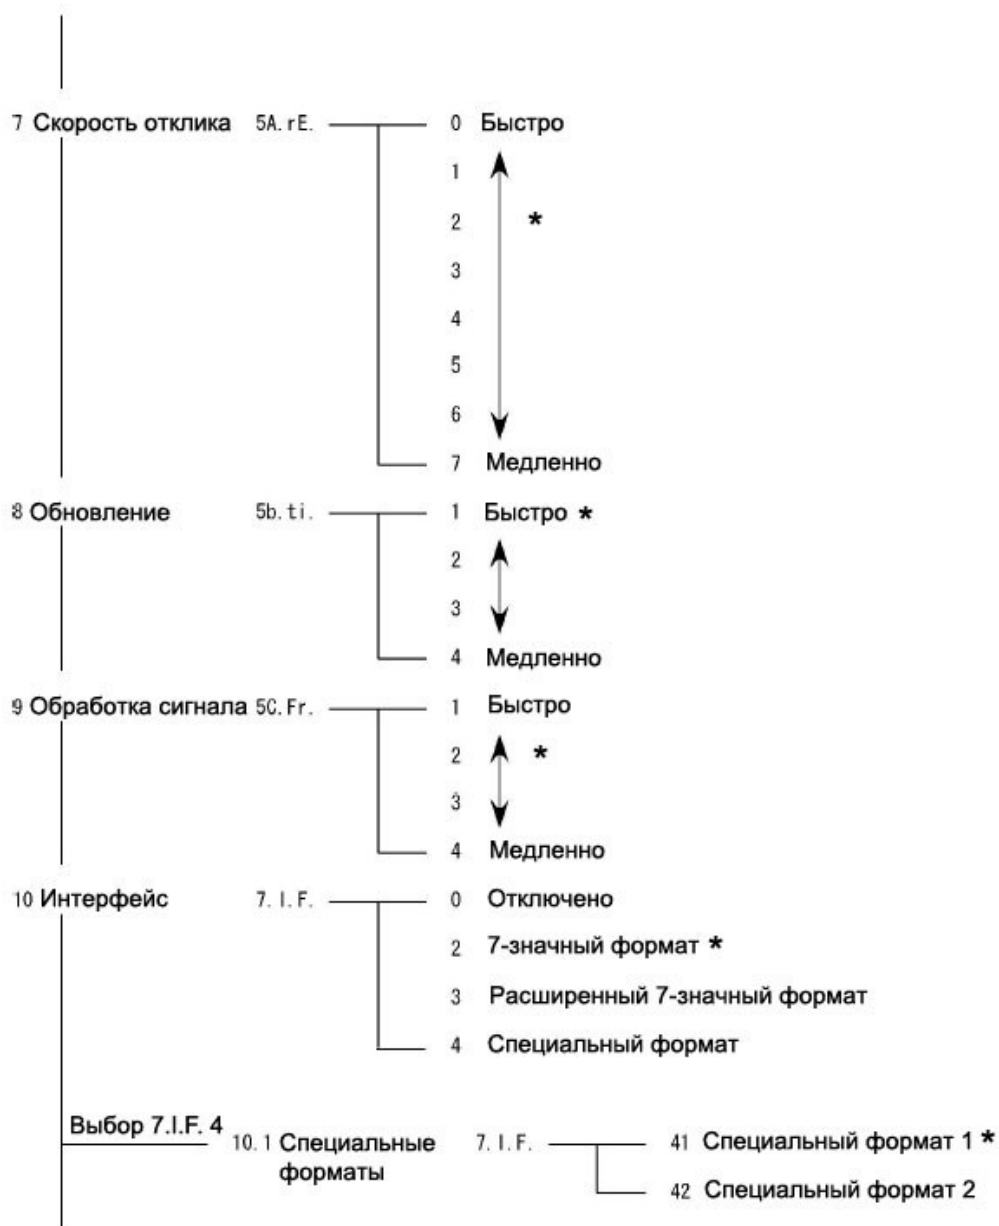 7 Скорость отклика 5A.rE. 0 Быстро
1
2 *
3
4
5
6
7 Медленно
8 Обновление 5b.ti. 1 Быстро *
2
3
4 Медленно
9 Обработка сигнала 5C.Fr. 1 Быстро
2 *
3
4 Медленно
10 Интерфейс 7.I.F. 0 Отключено
2 7-значный формат *
3 Расширенный 7-значный формат
4 Специальный формат
Выбор 7.I.F. 4
10.1 Специальные 7.I.F. 41 Специальный формат 1 *
форматы
42 Специальный формат 2